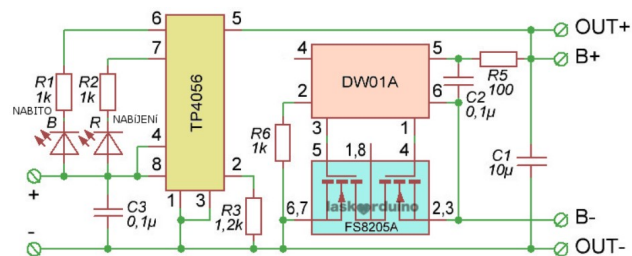 6
5
OUT+
B+
R1
1k
NABITO
B
R2
1k
NABÍJENÍ
R
7
TP4056
4
8
1
3
2
+
-
C3
0,1µ
R3
1,2k
4
DW01A
5
2
6
3
1
R5
100
C2
0,1µ
C1
10µ
R6
1k
5
1,8
4
6,7
laskarduino
2,3
FS8205A
B-
OUT-